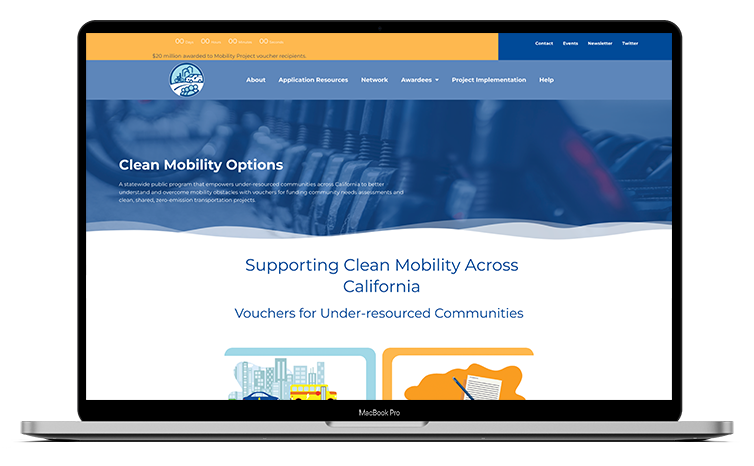 00 Days 00 Hours 00 Minutes 00 Seconds
$20 million awarded to Mobility Project voucher recipients.
Contact Events Newsletter Twitter
About Application Resources Network Awardees Project Implementation Help
Clean Mobility Options
A statewide public program that empowers under-resourced communities across California to better
understand and overcome mobility obstacles with vouchers for funding community needs assessments and
clean, shared, zero-emission transportation projects.
Supporting Clean Mobility Across
California
Vouchers for Under-resourced Communities
MacBook Pro